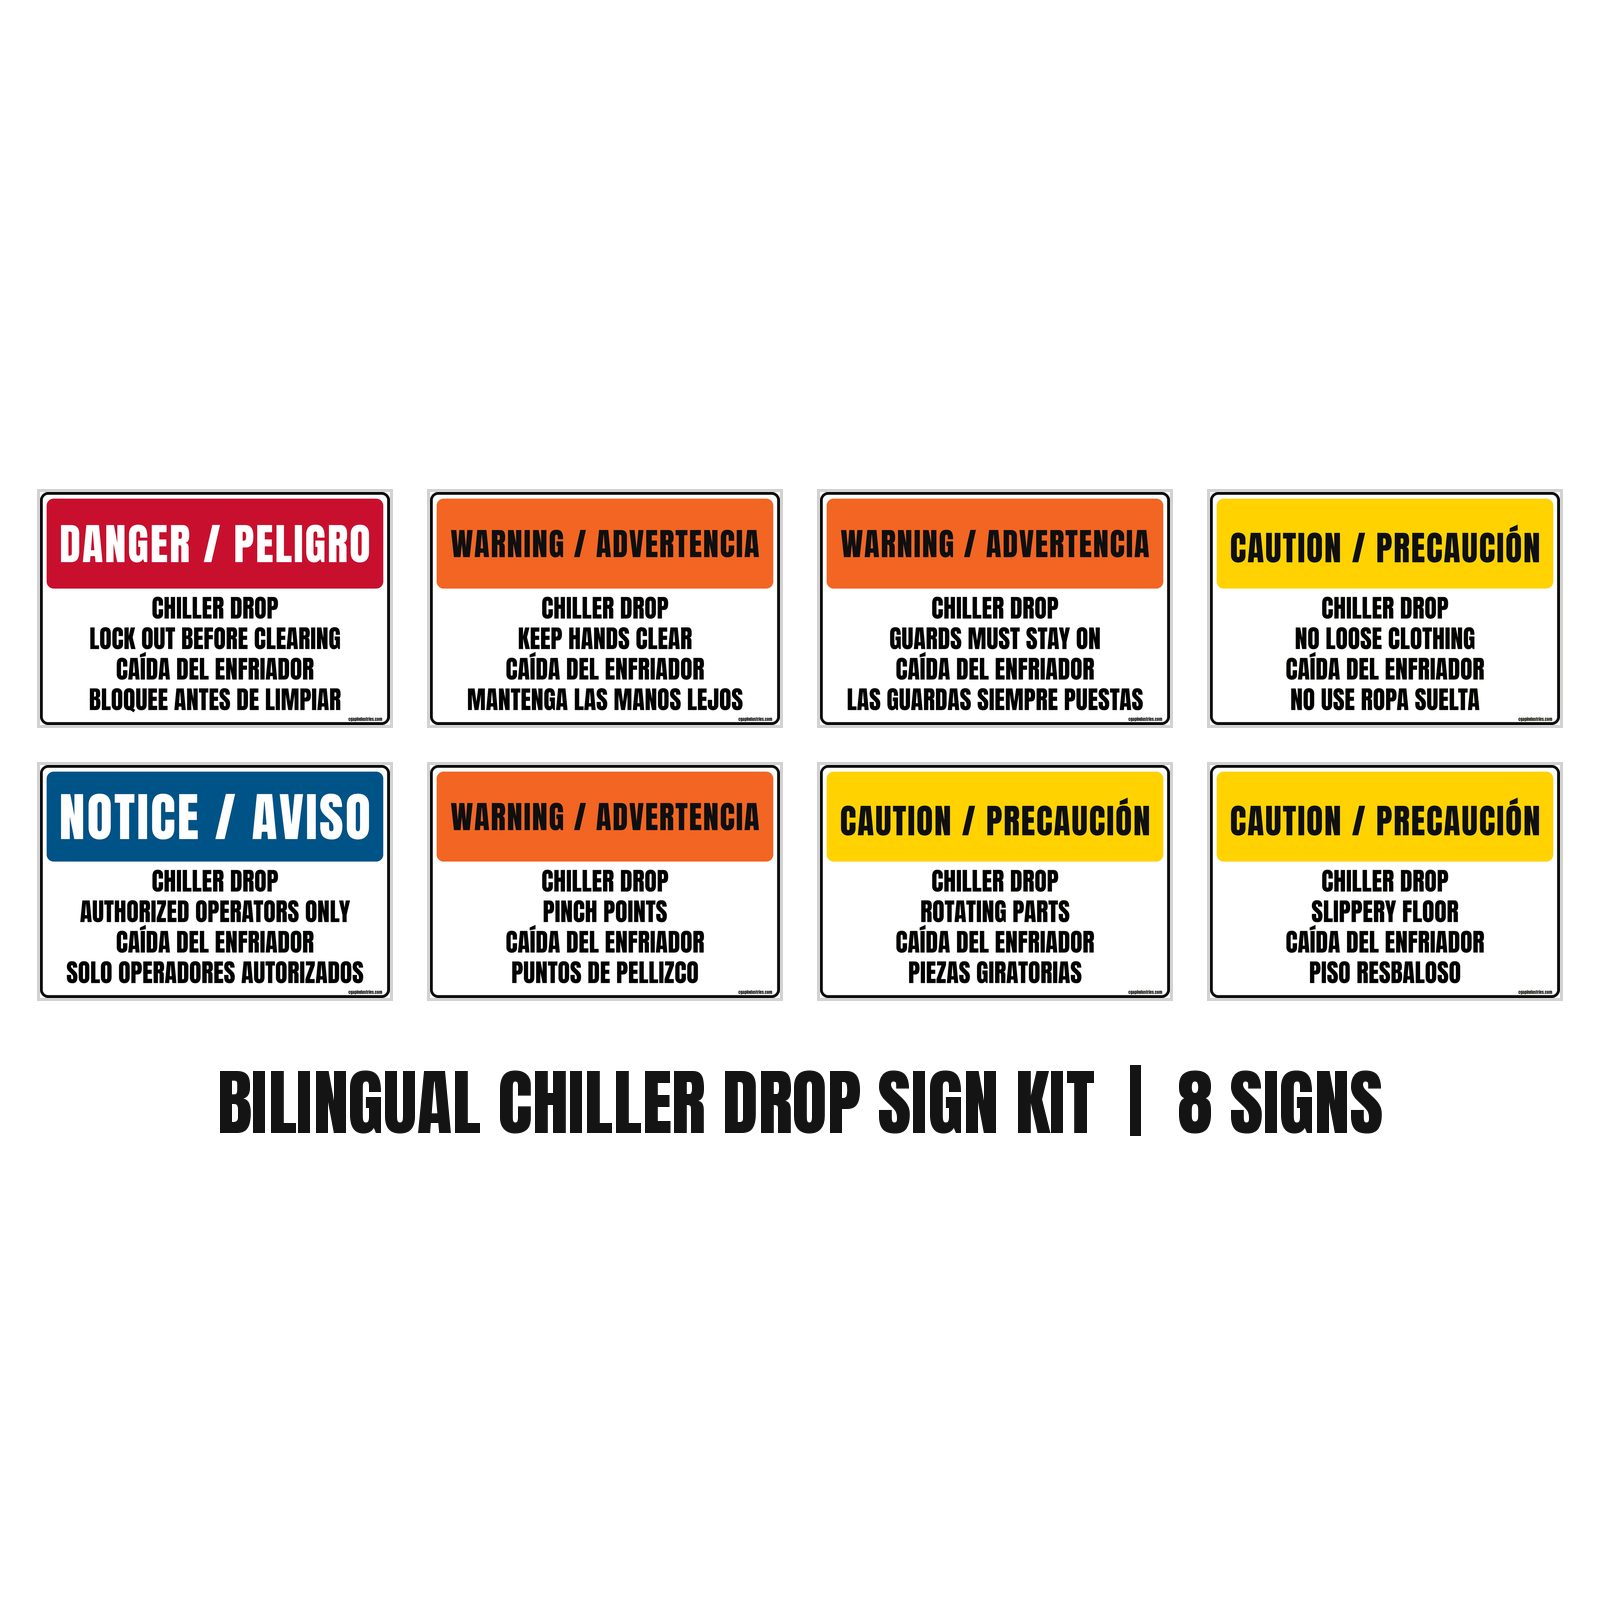 DANGER / PELIGRO
CHILLER DROP
LOCK OUT BEFORE CLEARING
CAÍDA DEL ENFRIADOR
BLOQUEE ANTES DE LIMPIAR
WARNING / ADVERTENCIA
CHILLER DROP
KEEP HANDS CLEAR
CAÍDA DEL ENFRIADOR
MANTENGA LAS MANOS LEJOS
WARNING / ADVERTENCIA
CHILLER DROP
GUARDS MUST STAY ON
CAÍDA DEL ENFRIADOR
LAS GUARDAS SIEMPRE PUESTAS
CAUTION / PRECAUCIÓN
CHILLER DROP
NO LOOSE CLOTHING
CAÍDA DEL ENFRIADOR
NO USE ROPA SUELTA
NOTICE / AVISO
CHILLER DROP
AUTHORIZED OPERATORS ONLY
CAÍDA DEL ENFRIADOR
SOLO OPERADORES AUTORIZADOS
WARNING / ADVERTENCIA
CHILLER DROP
PINCH POINTS
CAÍDA DEL ENFRIADOR
PUNTOS DE PELLIZCO
CAUTION / PRECAUCIÓN
CHILLER DROP
ROTATING PARTS
CAÍDA DEL ENFRIADOR
PIEZAS GIRATORIAS
CAUTION / PRECAUCIÓN
CHILLER DROP
SLIPPERY FLOOR
CAÍDA DEL ENFRIADOR
PISO RESBALOSO
BILINGUAL CHILLER DROP SIGN KIT | 8 SIGNS